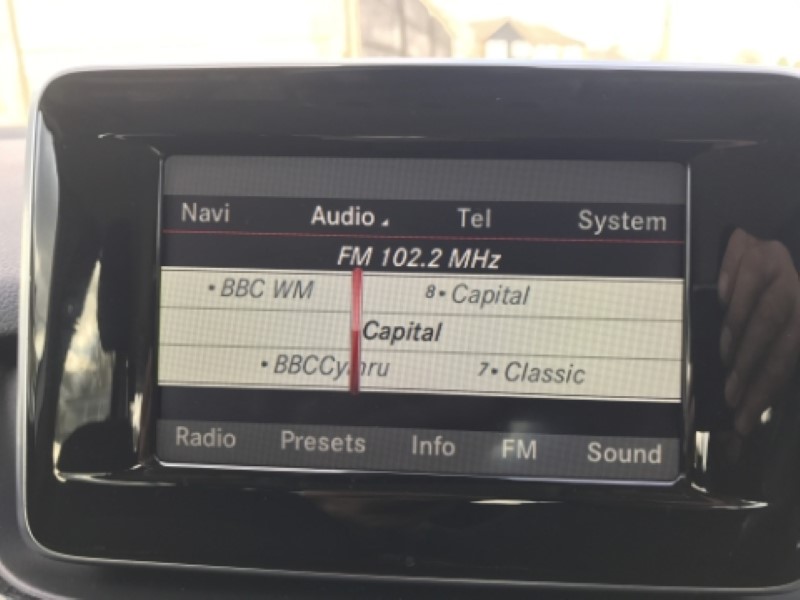 Navi Audio Tel System
FM 102.2 MHz
• BBC WM 8• Capital
Capital
• BBCCymru 7• Classic
Radio Presets Info FM Sound